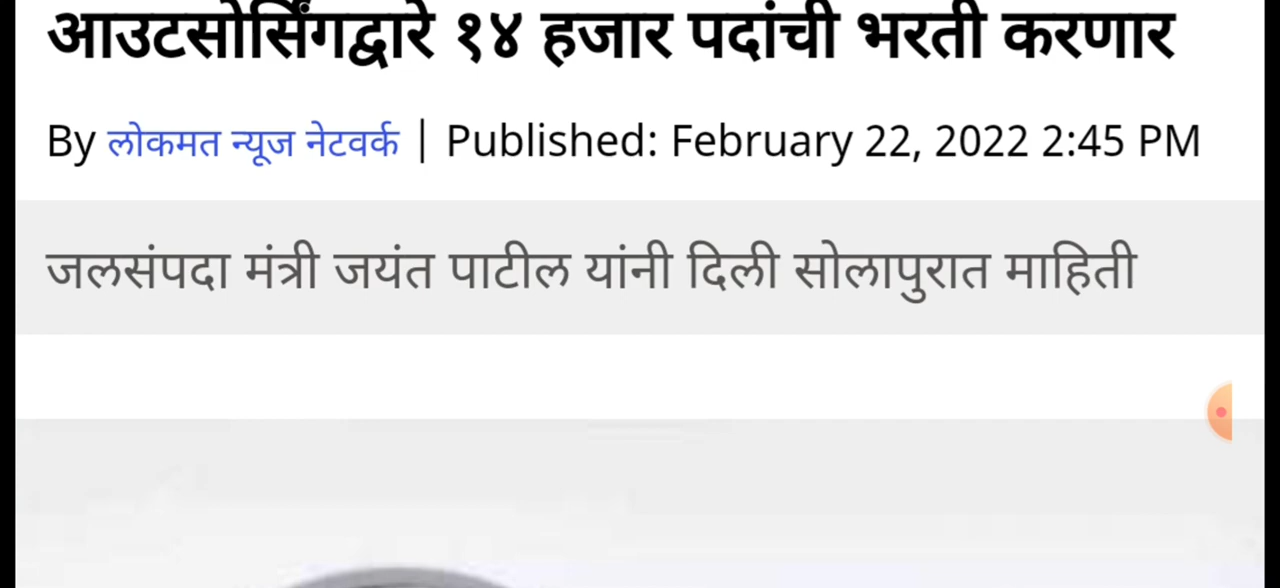 आउटसोर्सिंगद्वारे १४ हजार पदांची भरती करणार
By लोकमत न्यूज नेटवर्क | Published: February 22, 2022 2:45 PM
जलसंपदा मंत्री जयंत पाटील यांनी दिली सोलापुरात माहिती